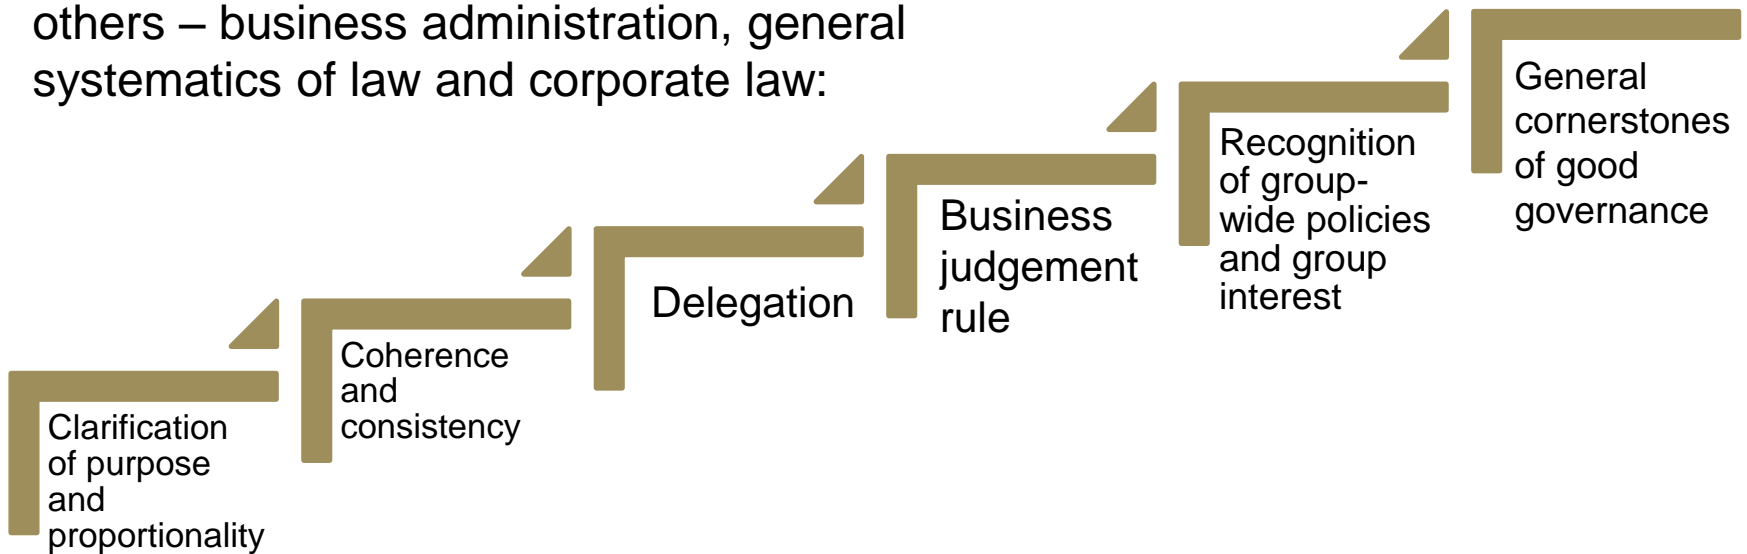 others – business administration, general
systematics of law and corporate law:
Clarification
of purpose
and
proportionality
Coherence
and
consistency
Delegation
Business
judgement
rule
Recognition
of group-
wide policies
and group
interest
General
cornerstones
of good
governance